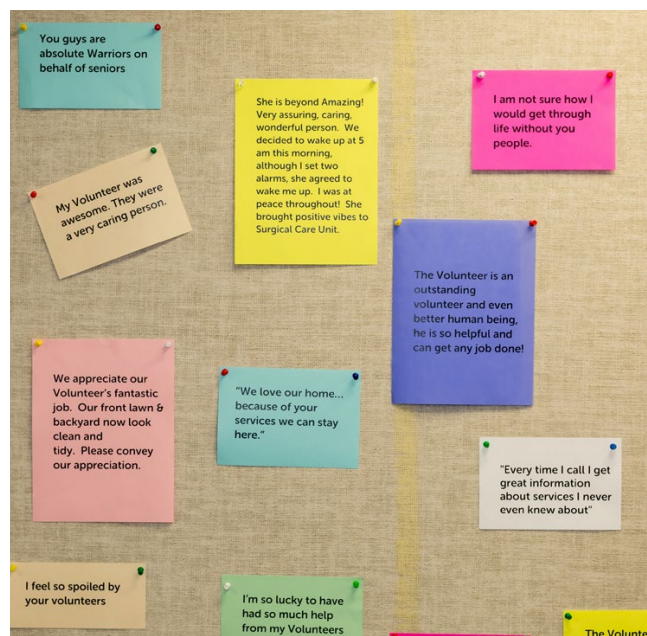 You guys are
absolute Warriors on
behalf of seniors
She is beyond Amazing!
Very assuring, caring,
wonderful person. We
decided to wake up at 5
am this morning,
although I set two
alarms, she agreed to
wake me up. I was at
peace throughout! She
brought positive vibes to
Surgical Care Unit.
I am not sure how I
would get through
life without you
people.
My Volunteer was
awesome. They were
a very caring person.
The Volunteer is an
outstanding
volunteer and even
better human being,
he is so helpful and
can get any job done!
We appreciate our
Volunteer's fantastic
job. Our front lawn &
backyard now look
clean and
tidy. Please convey
our appreciation.
"We love our home...
because of your
services we can stay
here."
"Every time I call I get
great information
about services I never
even knew about"
I feel so spoiled by
your volunteers
I'm so lucky to have
had so much help
from my Volunteers
The